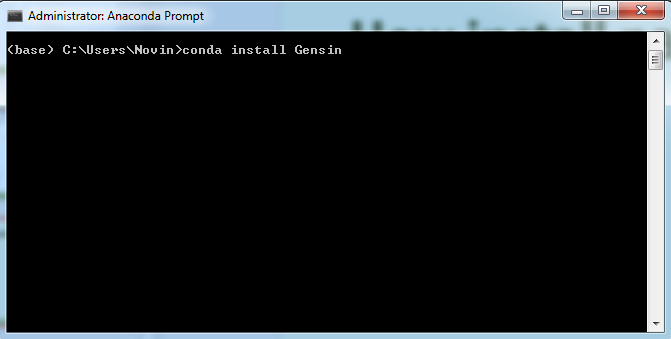 Administrator: Anaconda Prompt
(base) C:\Users\Novin>conda install Gensin